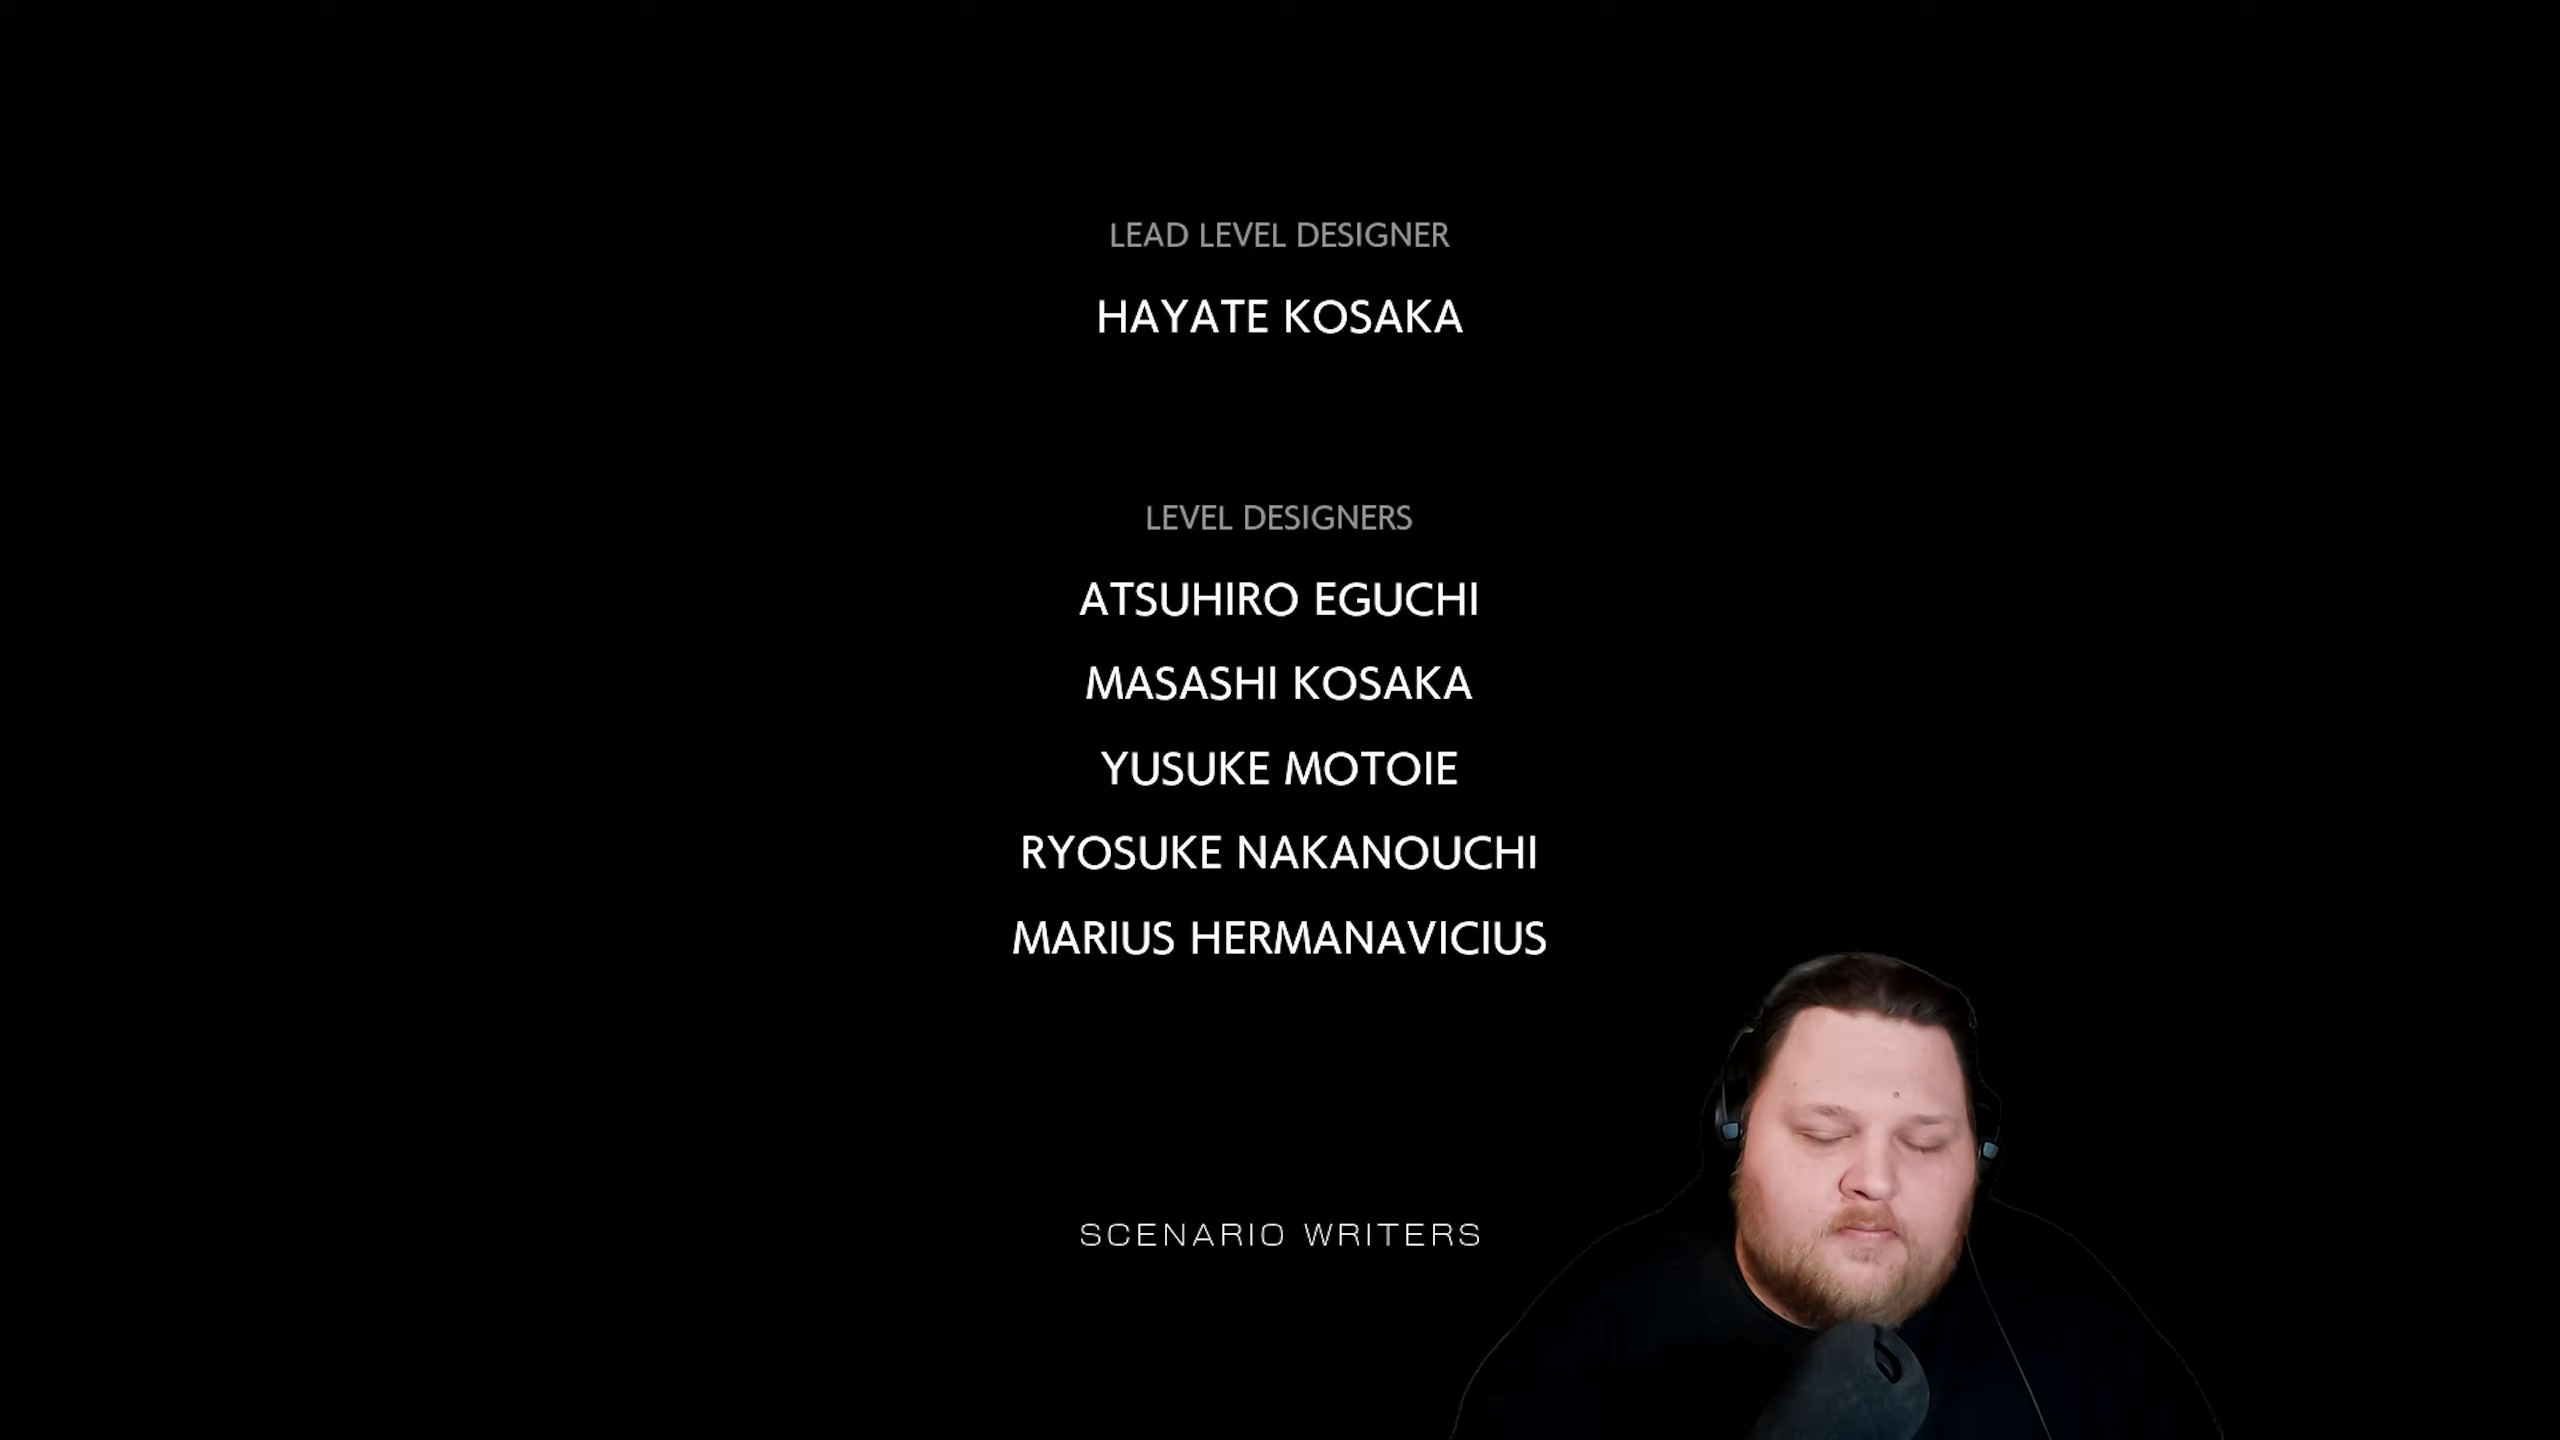 LEAD LEVEL DESIGNER
HAYATE KOSAKA
LEVEL DESIGNERS
ATSUHIRO EGUCHI
MASASHI KOSAKA
YUSUKE MOTOIE
RYOSUKE NAKANOUCHI
MARIUS HERMANAVICIUS
SCENARIO WRITERS